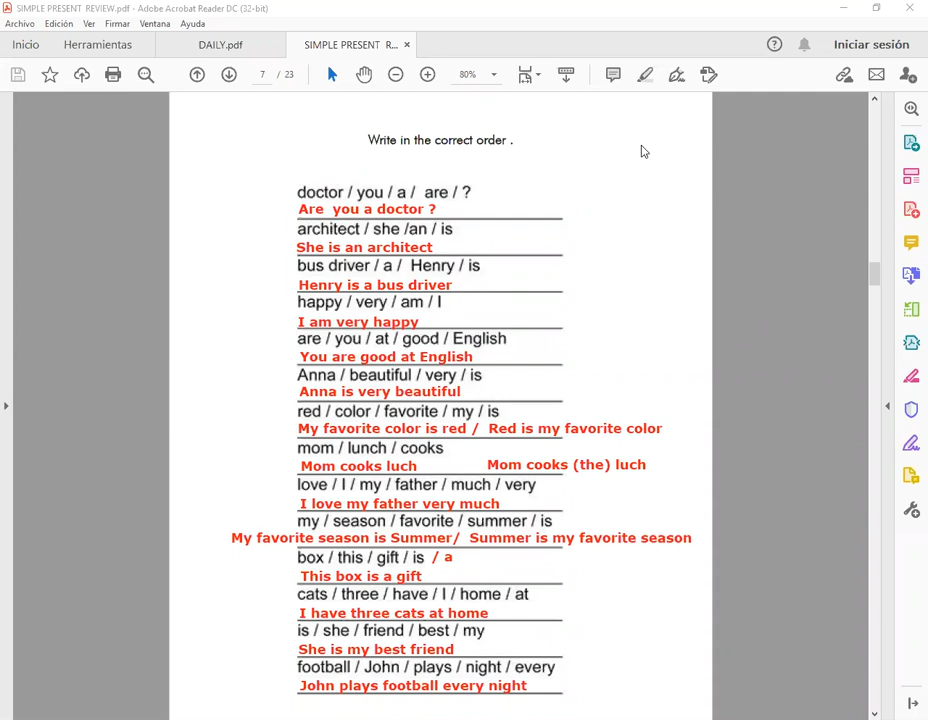 SIMPLE PRESENT REVIEW.pdf - Adobe Acrobat Reader DC (32-bit)
Archivo Edición Ver Firmar Ventana Ayuda
Inicio Herramientas DAILY.pdf SIMPLE PRESENT R... × Iniciar sesión
7 / 23 80%
Write in the correct order .
doctor / you / a / are / ?
Are you a doctor ?
architect / she /an / is
She is an architect
bus driver / a / Henry / is
Henry is a bus driver
happy / very / am / I
I am very happy
are / you / at / good / English
You are good at English
Anna / beautiful / very / is
Anna is very beautiful
red / color / favorite / my / is
My favorite color is red / Red is my favorite color
mom / lunch / cooks
Mom cooks luch Mom cooks (the) luch
love / I / my / father / much / very
I love my father very much
my / season / favorite / summer / is
My favorite season is Summer/ Summer is my favorite season
box / this / gift / is / a
This box is a gift
cats / three / have / I / home / at
I have three cats at home
is / she / friend / best / my
She is my best friend
football / John / plays / night / every
John plays football every night